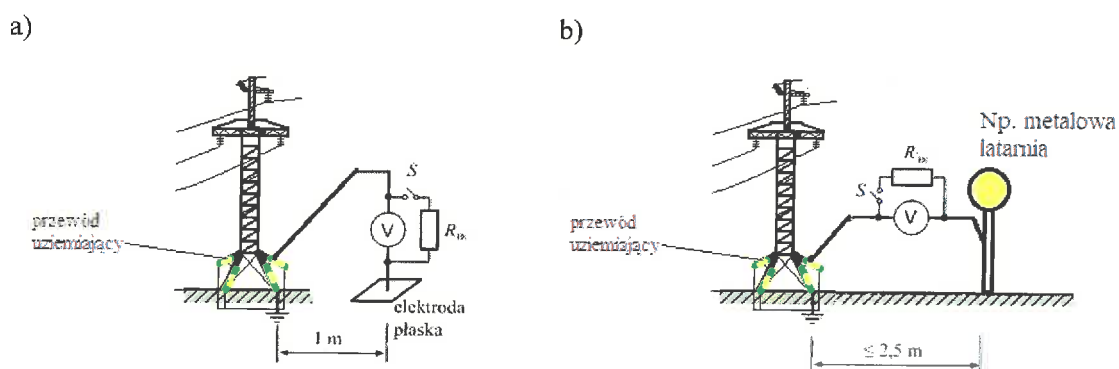 a)
przewód
uziemiający
S
V
elektroda
płaska
1 m
b)
Np. metalowa
latarnia
S
V
przewód
uziemiający
≤ 2,5 m